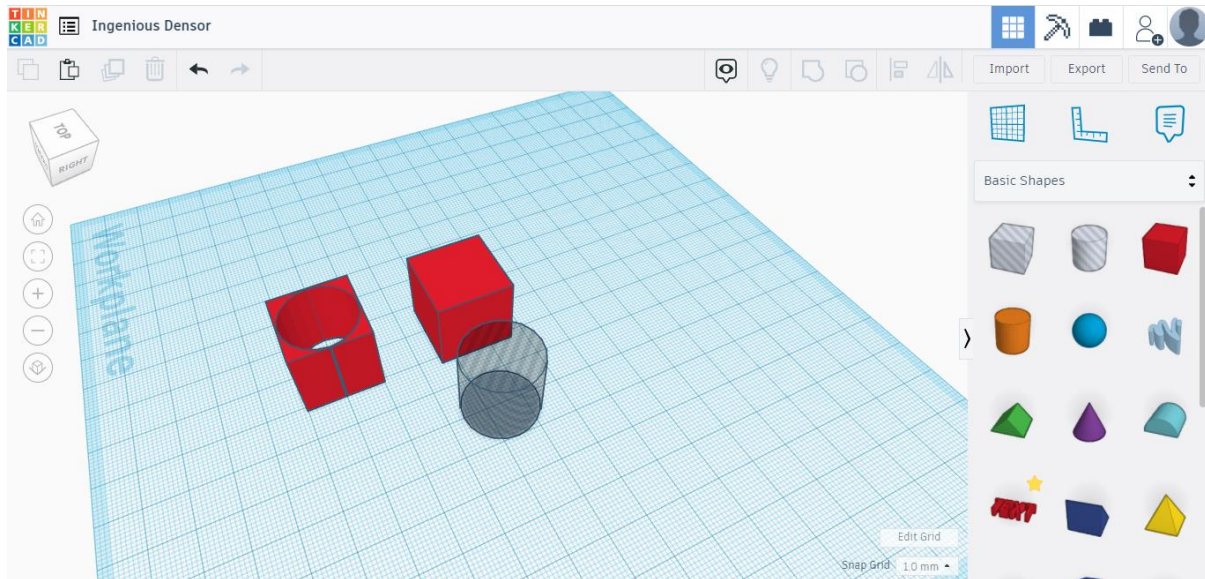 TIN
KER
CAD
Ingenious Densor
Import
Export
Send To
TOP
RIGHT
Workplane
Basic Shapes
TEXT
Edit Grid
Snap Grid
1.0 mm